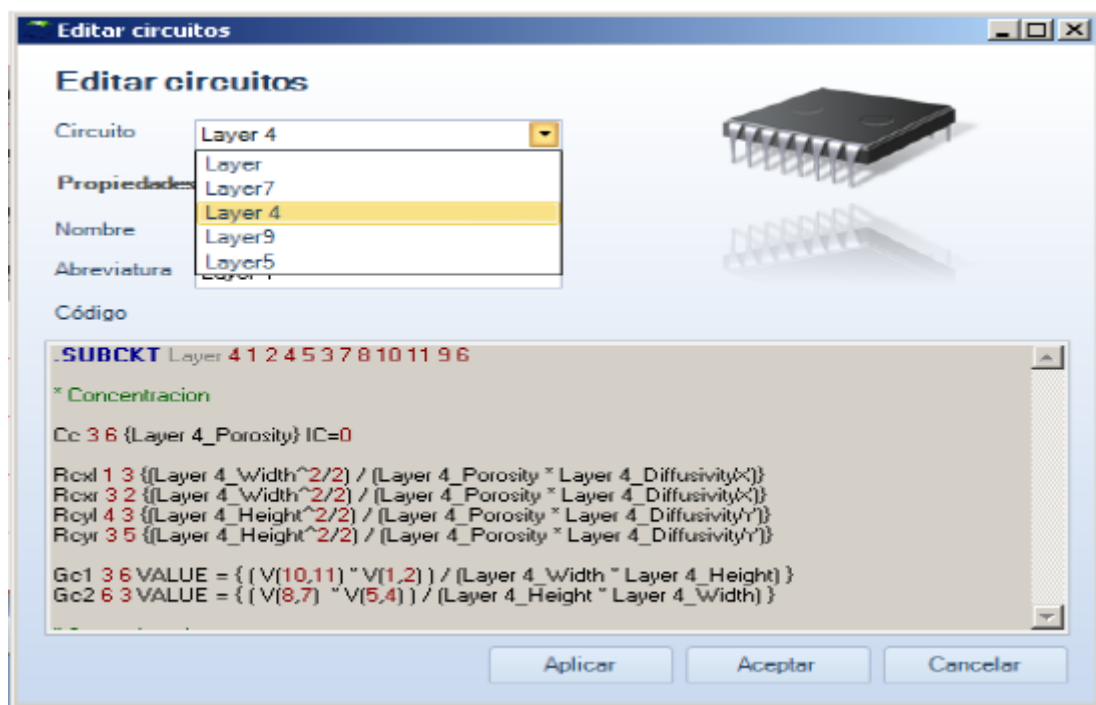 Editar circuitos
Editar circuitos
Circuito Layer 4
Layer
Propiedades Layer7
Layer 4
Nombre Layer9
Layer5
Abreviatura
Código
.SUBCKT Layer 4 1 2 4 5 3 7 8 10 11 9 6
* Concentracion
Cc 3 6 {Layer 4_Porosity} IC=0
Rcxl 1 3 {(Layer 4_Width^2/2) / (Layer 4_Porosity * Layer 4_DiffusivityX)}
Rcxr 3 2 {(Layer 4_Width^2/2) / (Layer 4_Porosity * Layer 4_DiffusivityX)}
Rcyl 4 3 {(Layer 4_Height^2/2) / (Layer 4_Porosity * Layer 4_DiffusivityY)}
Rcyr 3 5 {(Layer 4_Height^2/2) / (Layer 4_Porosity * Layer 4_DiffusivityY)}
Gc1 3 6 VALUE = { ( V(10,11) * V(1,2) ) / (Layer 4_Width * Layer 4_Height) }
Gc2 6 3 VALUE = { ( V(8,7) * V(5,4) ) / (Layer 4_Height * Layer 4_Width) }
Aplicar Aceptar Cancelar